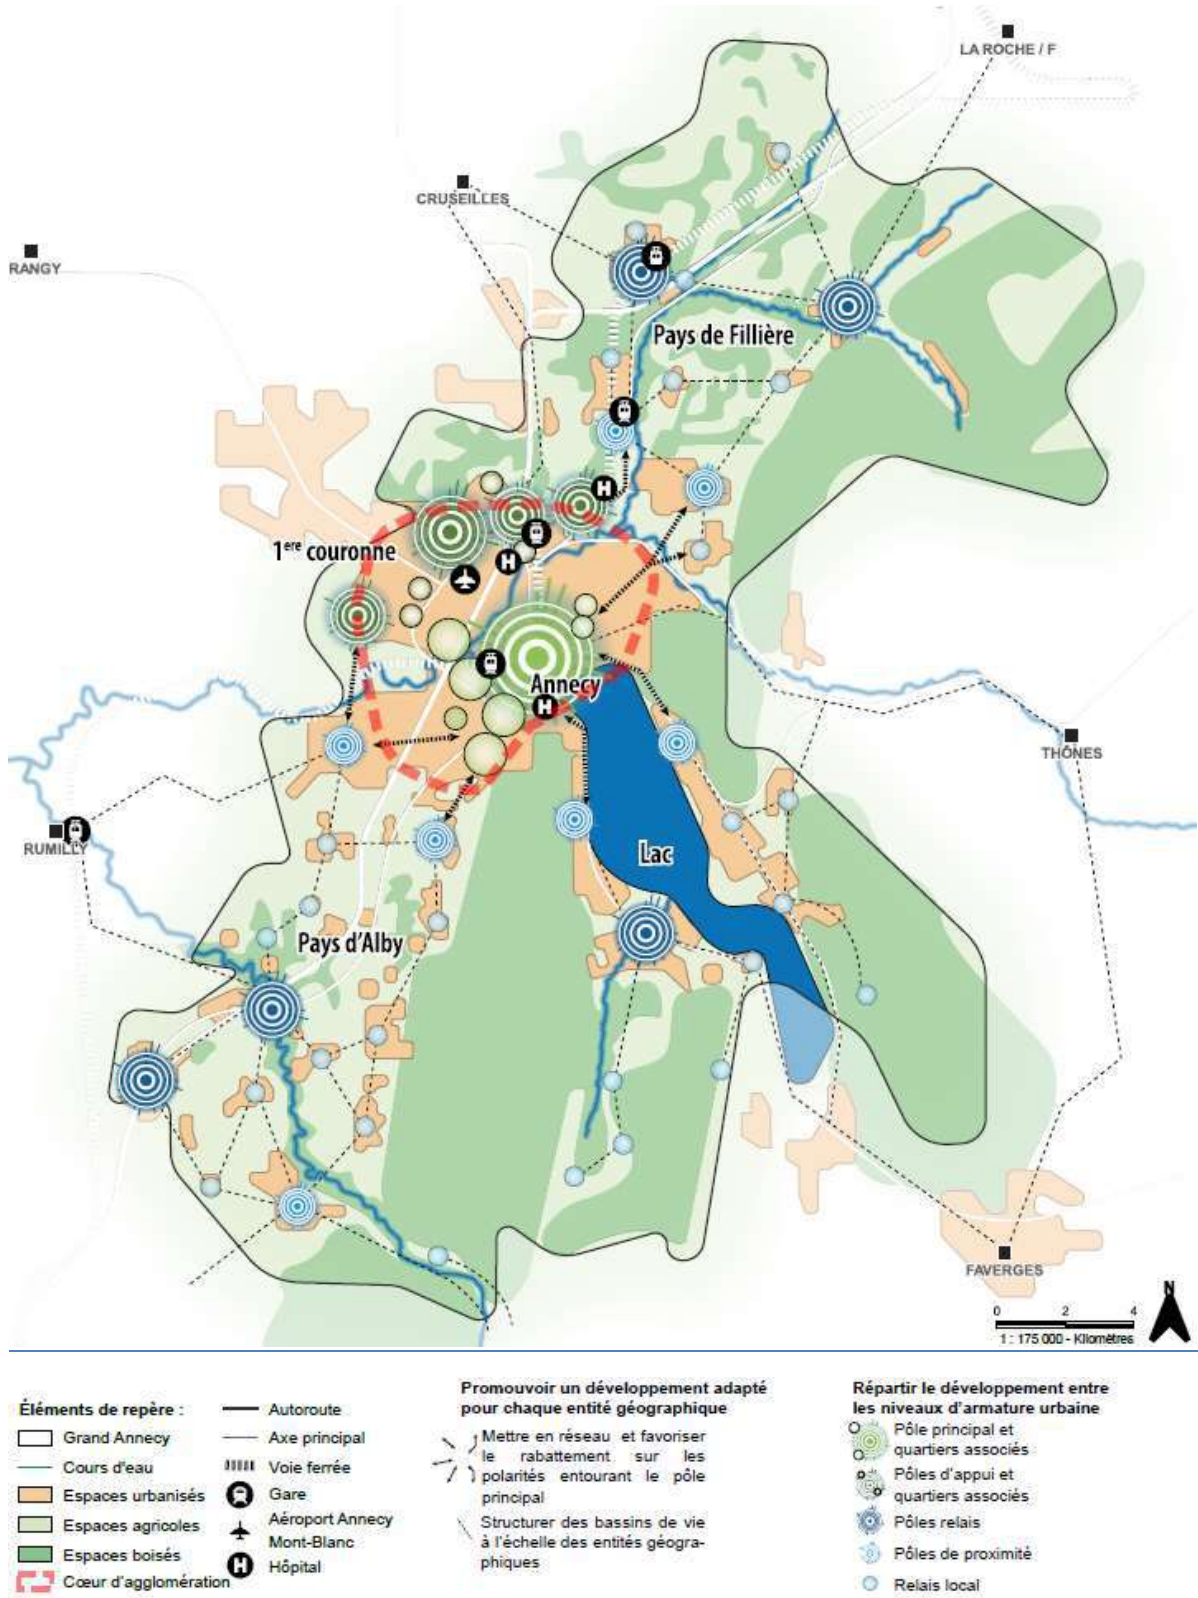 LA ROCHE / F
CRUSEILLES
RANGY
Pays de Fillière
1ere couronne
H
H
Annecy
H
THÔNES
RUMILLY
Lac
Pays d'Alby
FAVERGES
N
0 2 4
1 : 175 000 - Kilomètres
Éléments de repère :
Grand Annecy
Cours d'eau
Espaces urbanisés
Espaces agricoles
Espaces boisés
Cœur d'agglomération
Autoroute
Axe principal
Voie ferrée
Gare
Aéroport Annecy
Mont-Blanc
H Hôpital
Promouvoir un développement adapté
pour chaque entité géographique
Mettre en réseau et favoriser
le rabattement sur les
polarités entourant le pôle
principal
Structurer des bassins de vie
à l'échelle des entités géogra-
phiques
Répartir le développement entre
les niveaux d'armature urbaine
Pôle principal et
quartiers associés
Pôles d'appui et
quartiers associés
Pôles relais
Pôles de proximité
Relais local